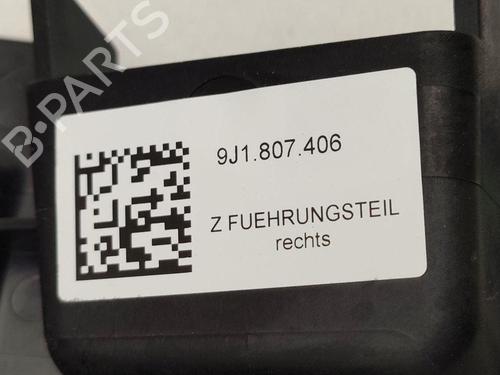 B-PARTS
9J1.807.406
Z FUEHRUNGSTEIL
rechts